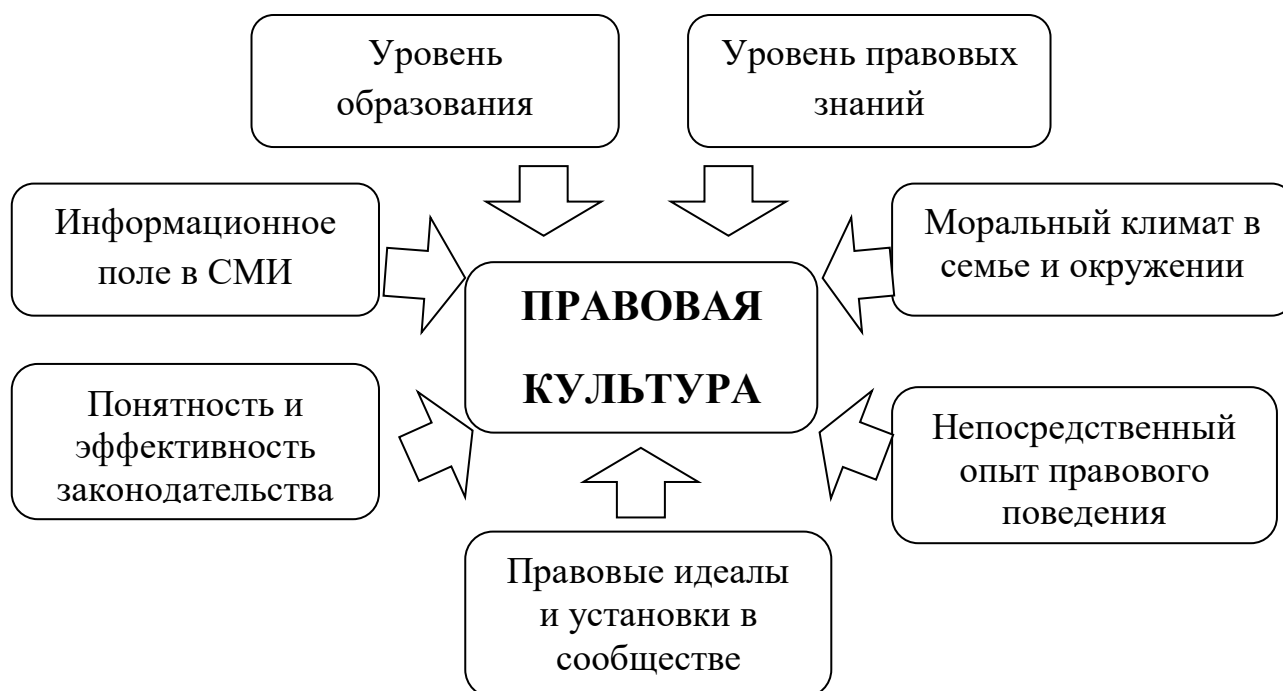 Уровень
образования
Уровень правовых
знаний
Информационное
поле в СМИ
Моральный климат в
семье и окружении
ПРАВОВАЯ
КУЛЬТУРА
Понятность и
эффективность
законодательства
Непосредственный
опыт правового
поведения
Правовые идеалы
и установки в
сообществе